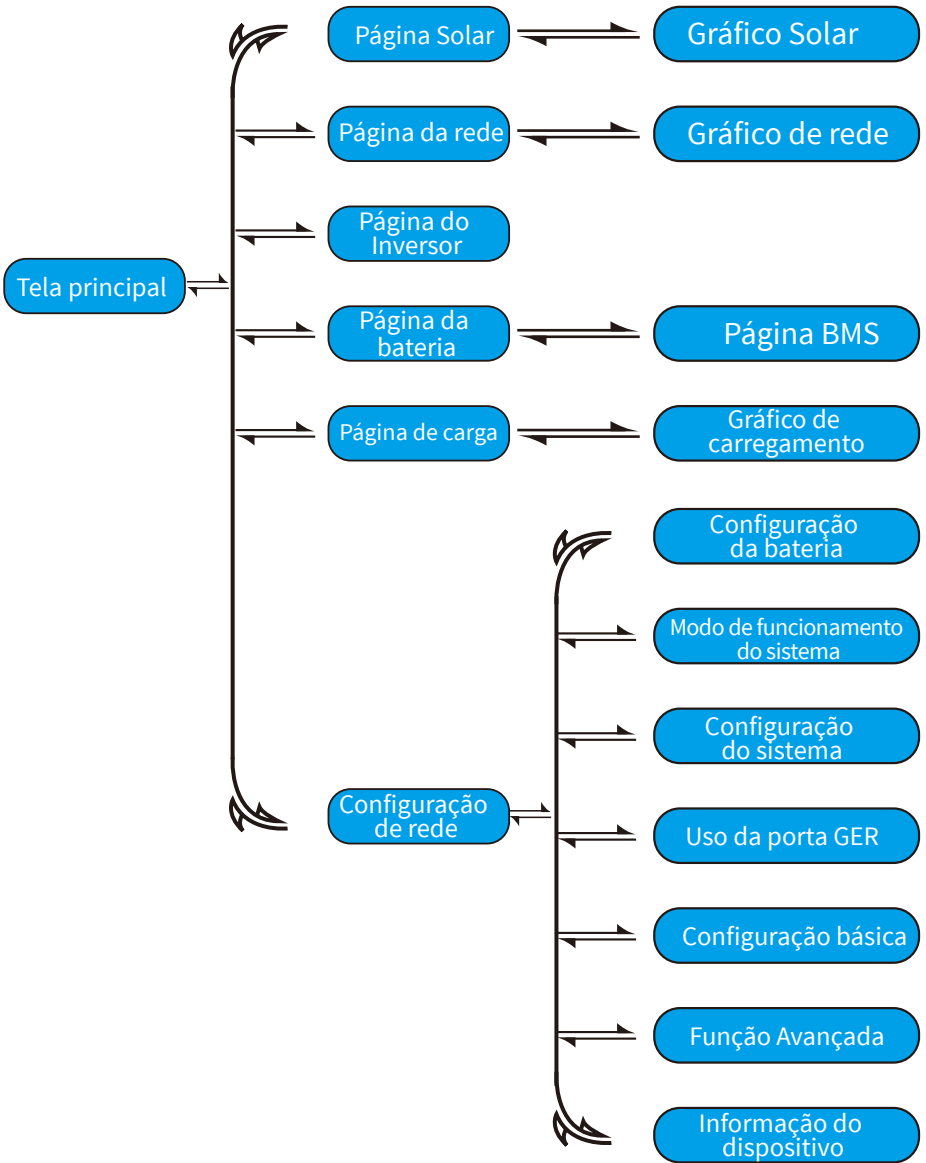 Página Solar
Gráfico Solar
Página da rede
Gráfico de rede
Página do
Inversor
Tela principal
Página da
bateria
Página BMS
Página de carga
Gráfico de
carregamento
Configuração
da bateria
Modo de funcionamento
do sistema
Configuração
do sistema
Configuração
de rede
Uso da porta GER
Configuração básica
Função Avançada
Informação do
dispositivo